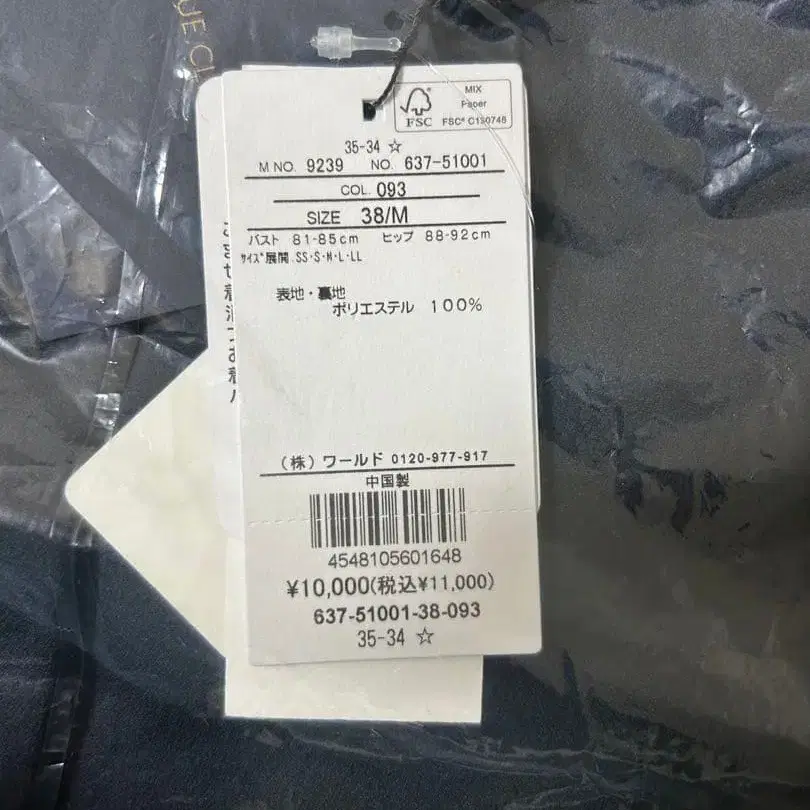 UE C
MIX
Paper
FSC
FSC® C130746
35-34 ☆
M NO. 9239 NO. 637-51001
COL. 093
SIZE 38/M
バスト 81-85cm ヒップ 88-92cm
ｻｲｽﾞ展開.SS・S・M・L・LL
表地・裏地
ポリエステル 100%
(株)ワールド 0120-977-917
中国製
4548105601648
¥10,000(税込¥11,000)
637-51001-38-093
35-34 ☆